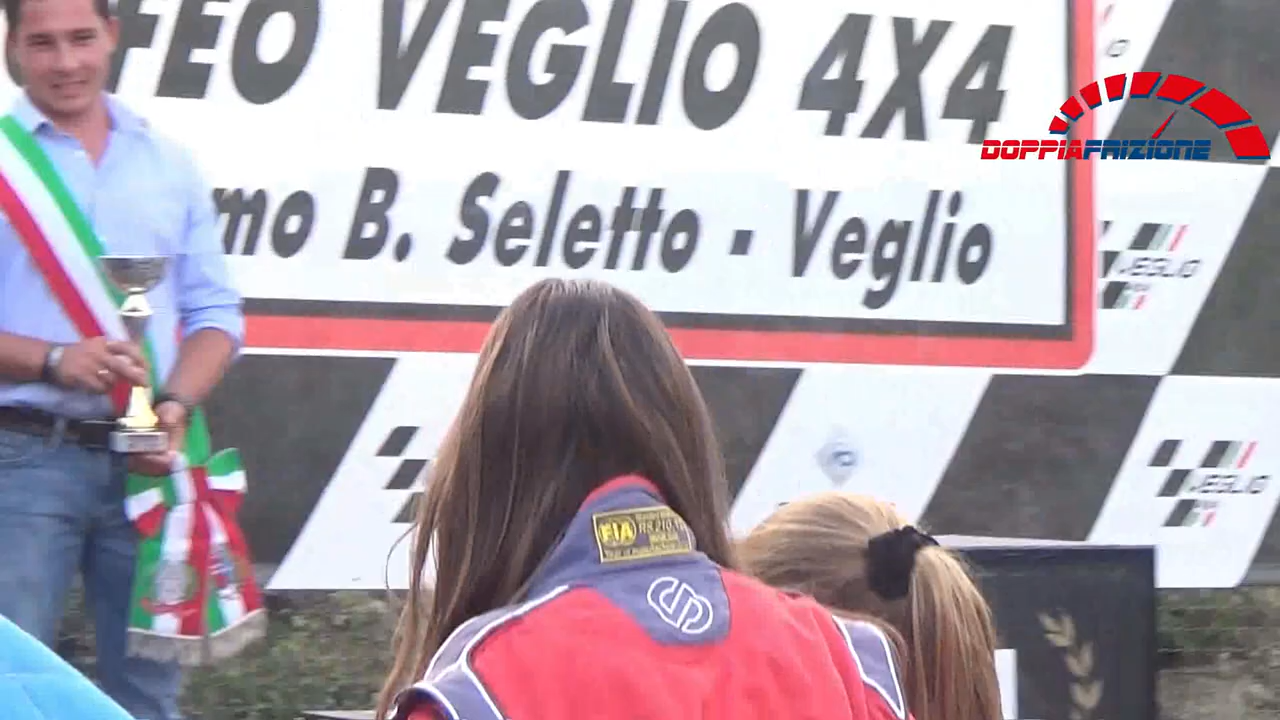 FEO VEGLIO 4X4
mo B. Seletto - Veglio
DOPPIAFRIZIONE
VEGLIO
VEGLIO
FIA